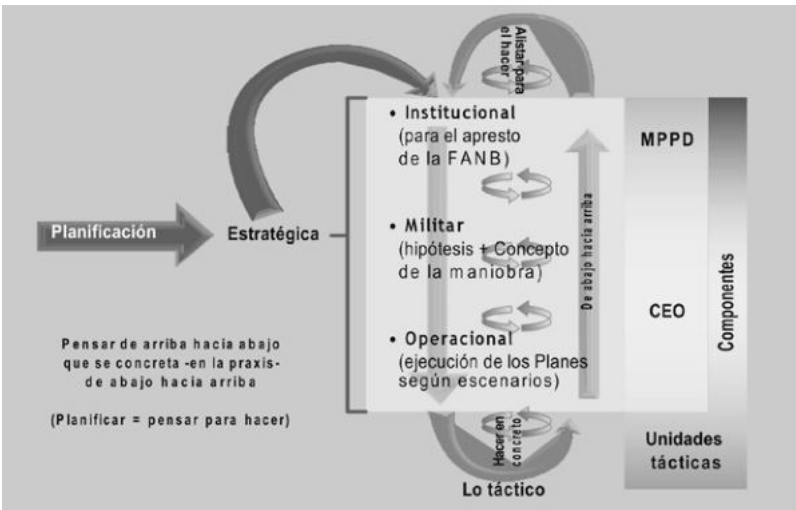 Alistar para
el hacer
• Institucional
(para el apresto
de la FANB)
MPPD
Planificación
Estratégica
• Militar
(hipótesis + Concepto
de la maniobra)
De abajo hacia arriba
Componentes
CEO
Pensar de arriba hacia abajo
que se concreta -en la praxis-
de abajo hacia arriba
(Planificar = pensar para hacer)
• Operacional
(ejecución de los Planes
según escenarios)
Hacer en
concreto
Unidades
tácticas
Lo táctico